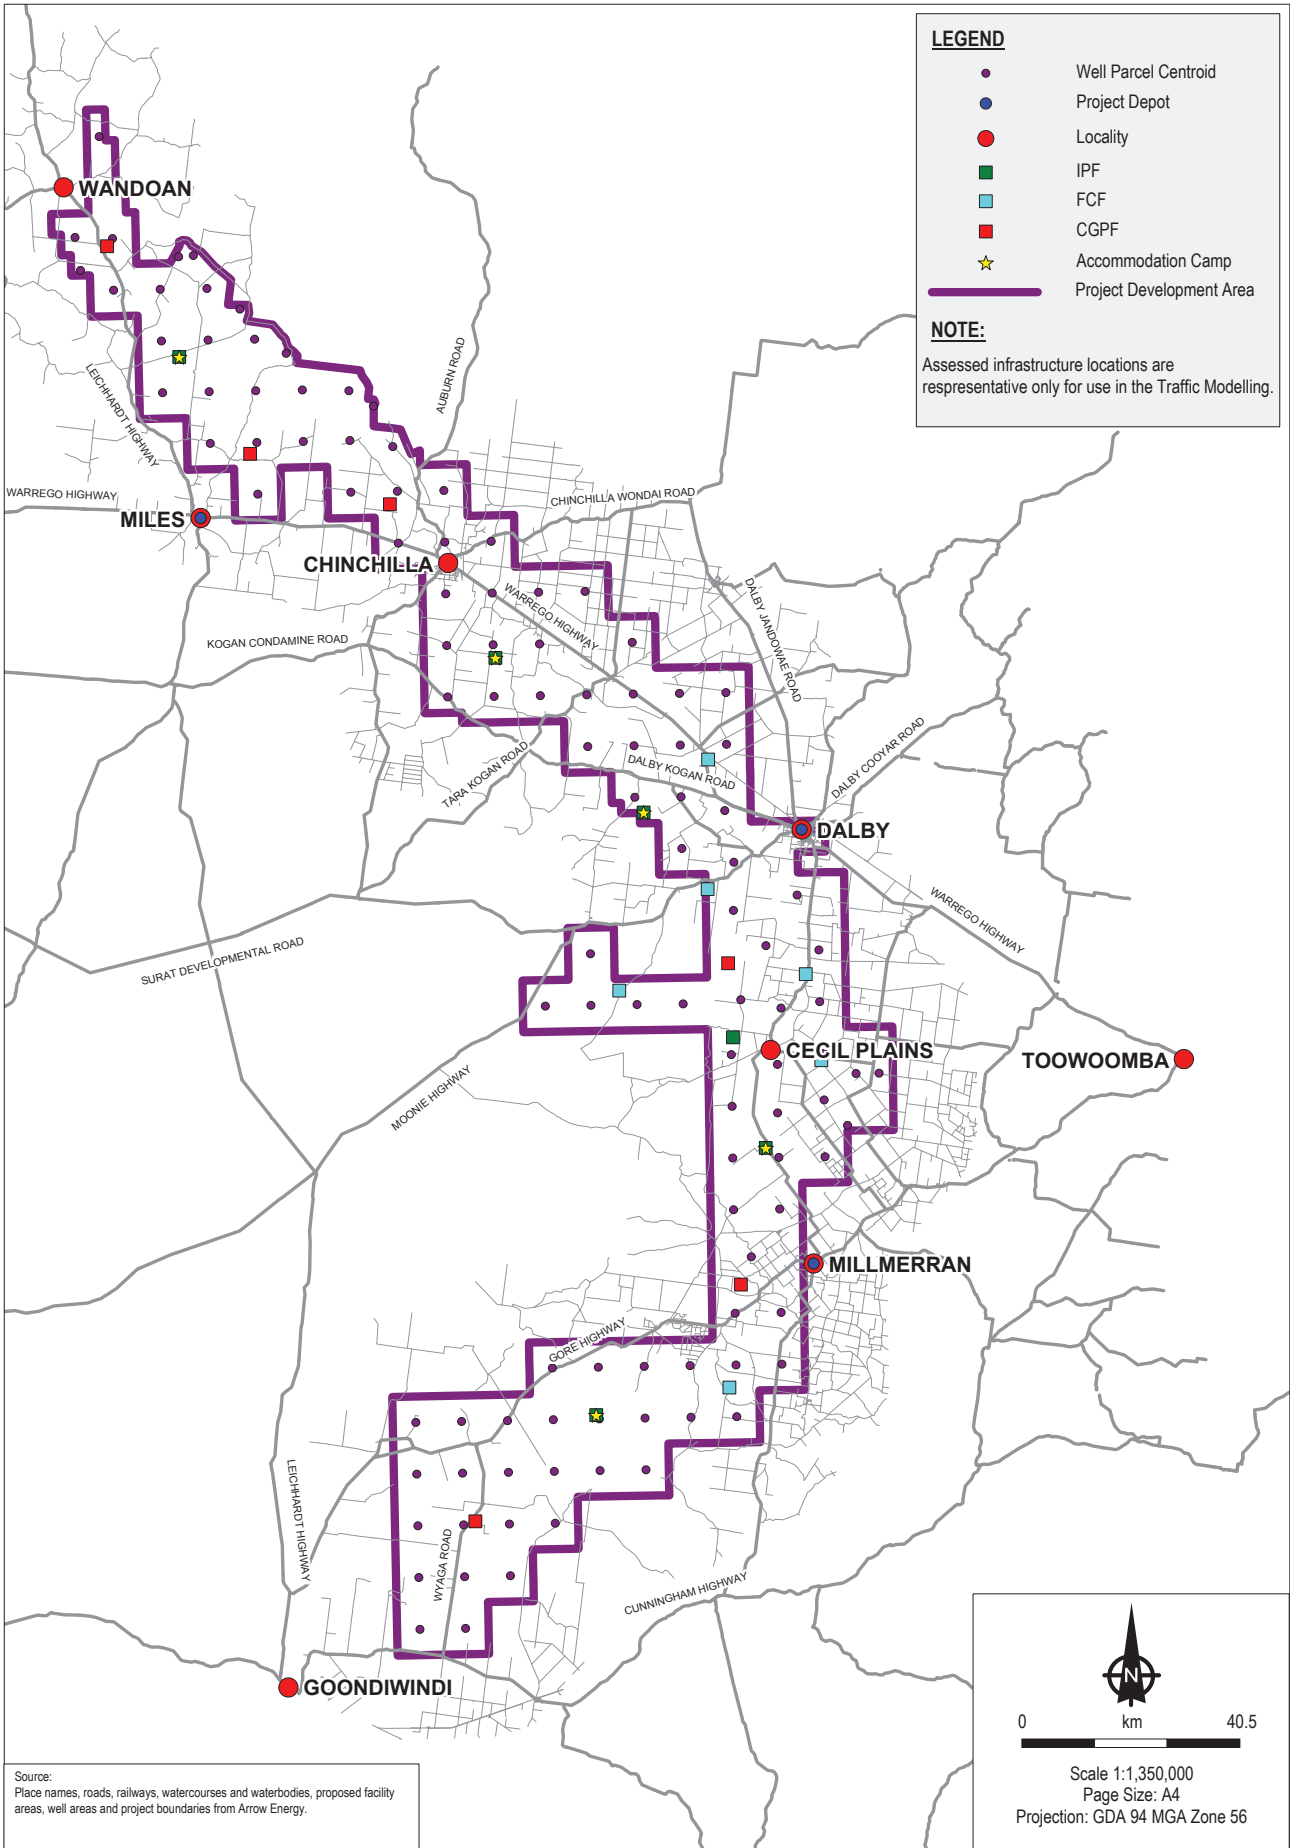 LEGEND
Well Parcel Centroid
Project Depot
Locality
IPF
FCF
CGPF
Accommodation Camp
Project Development Area
NOTE:
Assessed infrastructure locations are
respresentative only for use in the Traffic Modelling.
WANDOAN
AUBURN ROAD
LEICHHARDT HIGHWAY
WARREGO HIGHWAY
CHINCHILLA WONDAI ROAD
MILES
CHINCHILLA
WARREGO HIGHWAY
DALBY JANDOWAE ROAD
KOGAN CONDAMINE ROAD
TARA KOGAN ROAD
DALBY KOGAN ROAD
DALBY COOYAR ROAD
DALBY
WARREGO HIGHWAY
SURAT DEVELOPMENTAL ROAD
CECIL PLAINS
TOOWOOMBA
MOONIE HIGHWAY
MILLMERRAN
GORE HIGHWAY
LEICHHARDT HIGHWAY
WYAGA ROAD
CUNNINGHAM HIGHWAY
GOONDIWINDI
N
0 km 40.5
Scale 1:1,350,000
Page Size: A4
Projection: GDA 94 MGA Zone 56
Source:
Place names, roads, railways, watercourses and waterbodies, proposed facility
areas, well areas and project boundaries from Arrow Energy.